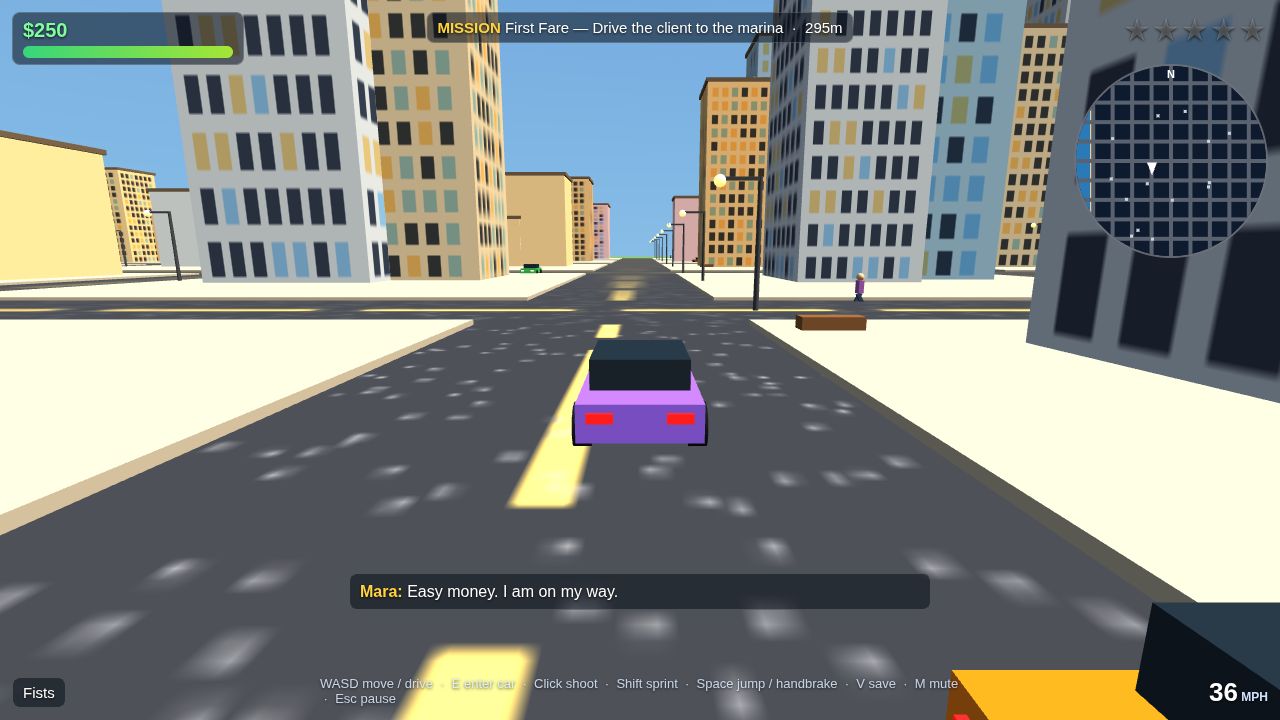 $250
MISSION First Fare — Drive the client to the marina · 295m
N
Mara: Easy money. I am on my way.
Fists
WASD move / drive · E enter car · Click shoot · Shift sprint · Space jump / handbrake · V save · M mute
· Esc pause
36 MPH